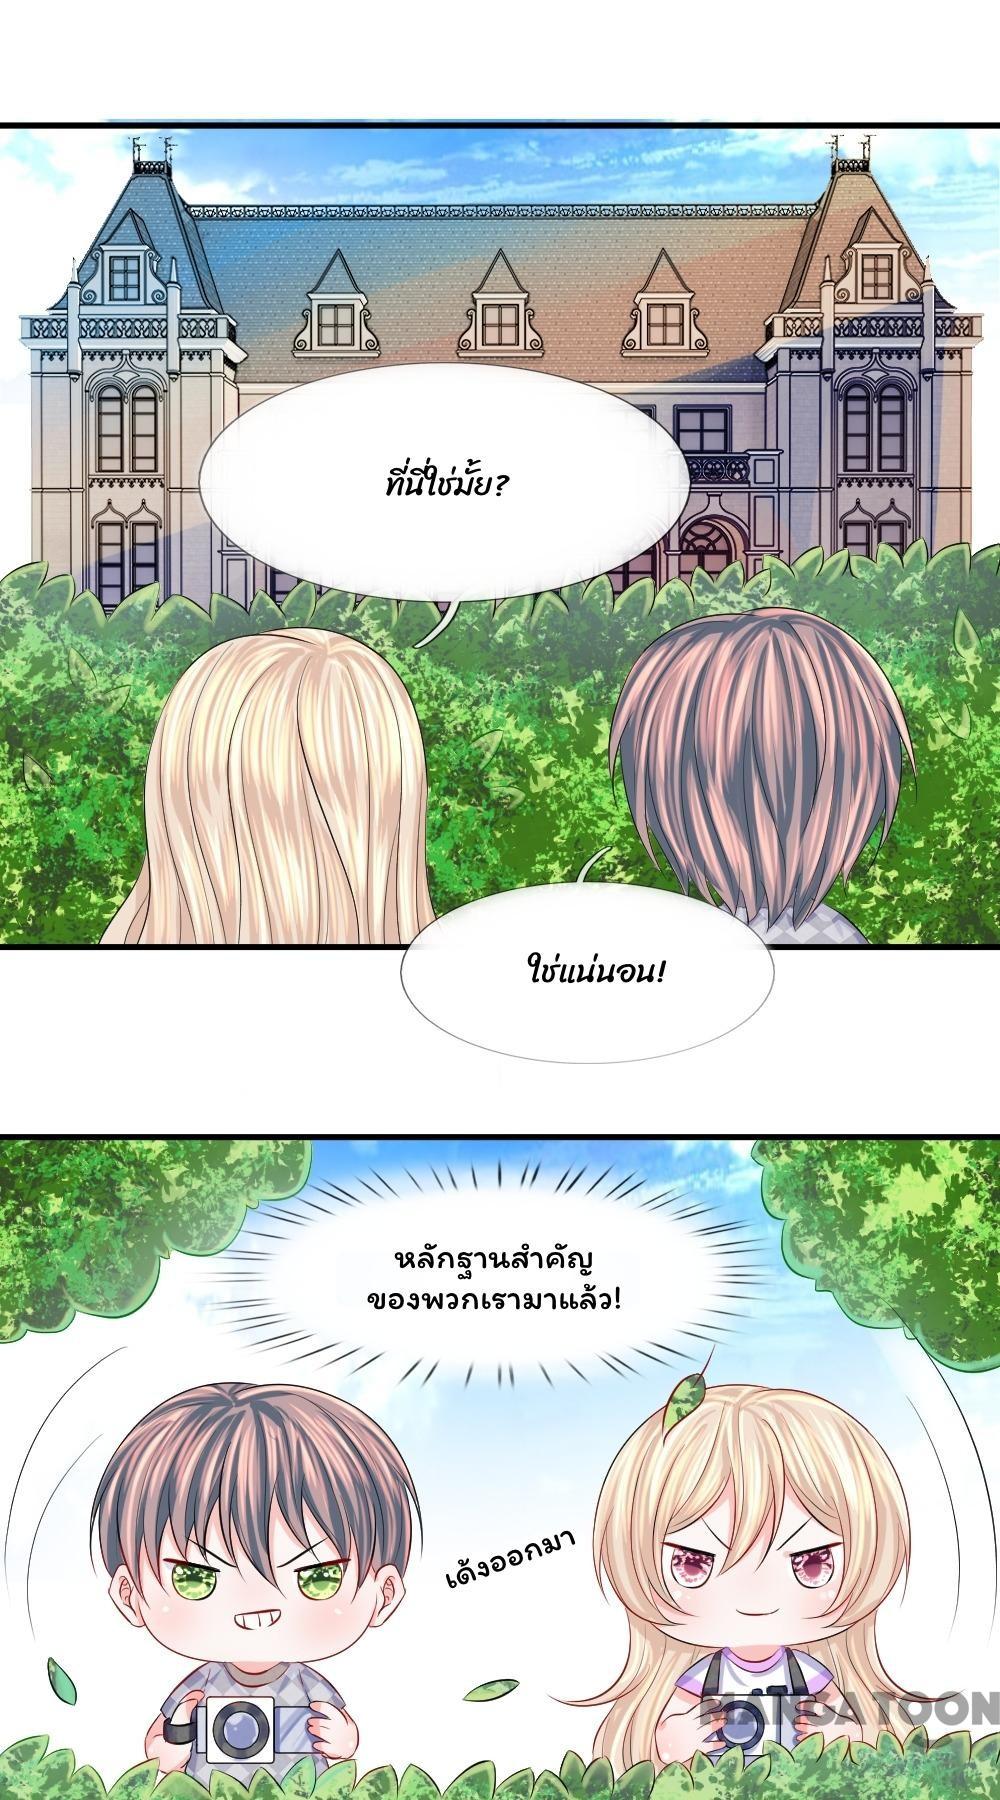 ที่นี่ใช่มั้ย?
ใช่แน่นอน!
หลักฐานสำคัญ
ของพวกเรามาแล้ว!
เด้งออกมา
MANGA TOON